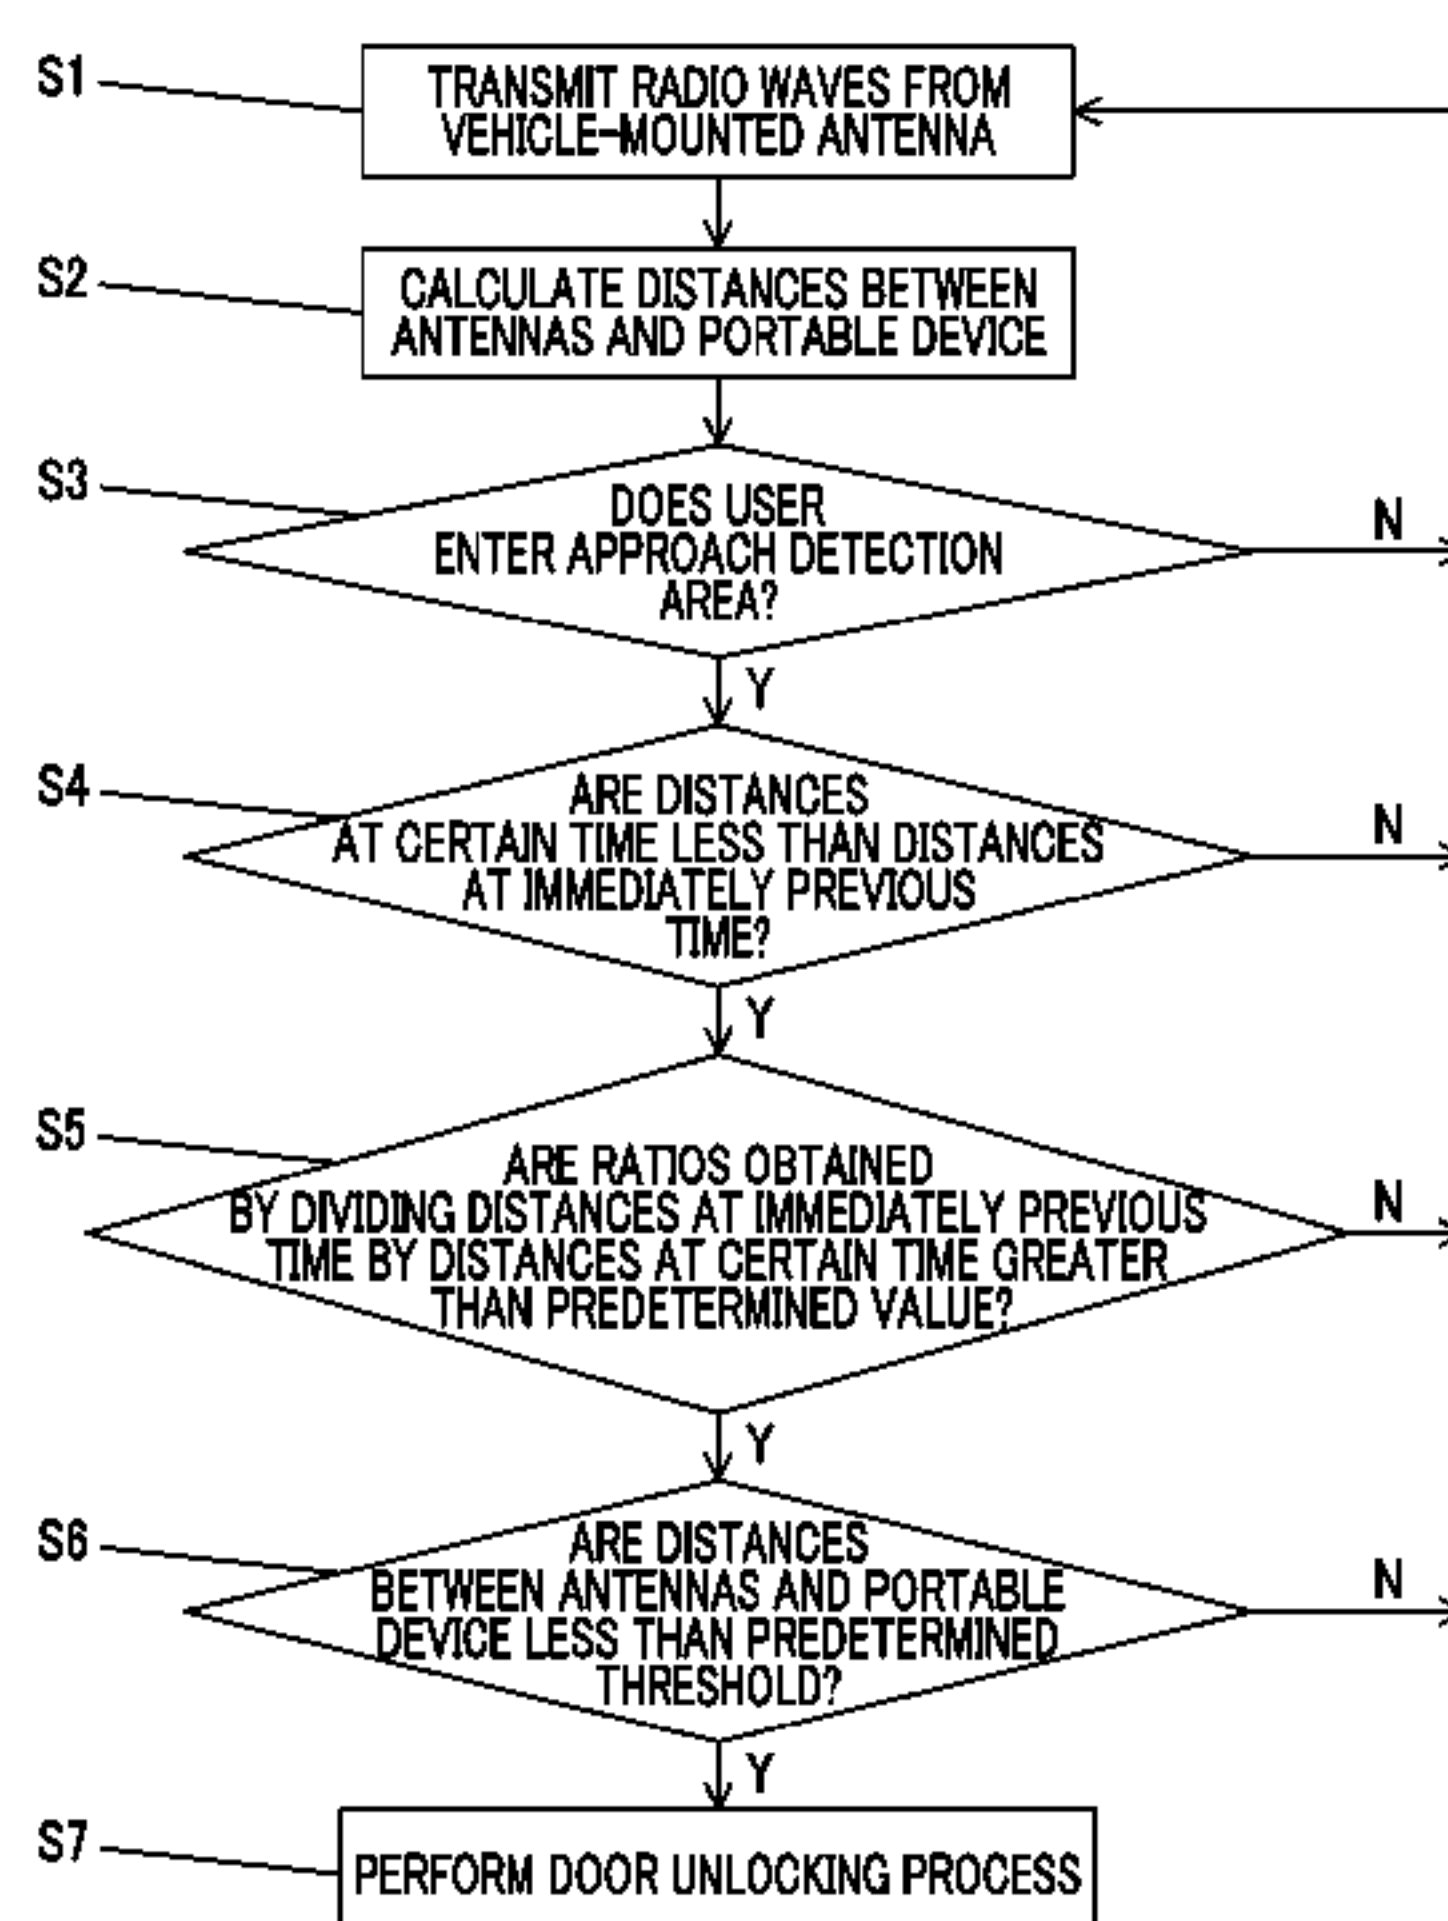 S1
TRANSMIT RADIO WAVES FROM
VEHICLE-MOUNTED ANTENNA
S2
CALCULATE DISTANCES BETWEEN
ANTENNAS AND PORTABLE DEVICE
S3
DOES USER
ENTER APPROACH DETECTION
AREA?
N
Y
S4
ARE DISTANCES
AT CERTAIN TIME LESS THAN DISTANCES
AT IMMEDIATELY PREVIOUS
TIME?
N
Y
S5
ARE RATIOS OBTAINED
BY DIVIDING DISTANCES AT IMMEDIATELY PREVIOUS
TIME BY DISTANCES AT CERTAIN TIME GREATER
THAN PREDETERMINED VALUE?
N
Y
S6
ARE DISTANCES
BETWEEN ANTENNAS AND PORTABLE
DEVICE LESS THAN PREDETERMINED
THRESHOLD?
N
Y
S7
PERFORM DOOR UNLOCKING PROCESS